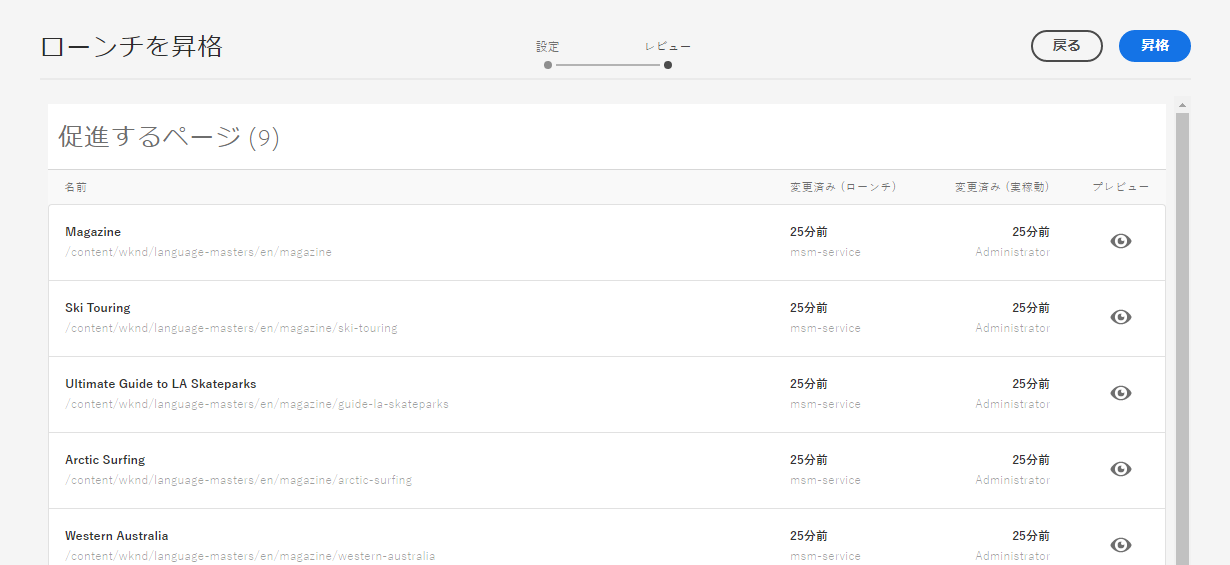 ローンチを昇格
設定
レビュー
戻る
昇格
促進するページ (9)
名前 変更済み (ローンチ) 変更済み (実稼動) プレビュー
Magazine 25分前 25分前
/content/wknd/language-masters/en/magazine msm-service Administrator
Ski Touring 25分前 25分前
/content/wknd/language-masters/en/magazine/ski-touring msm-service Administrator
Ultimate Guide to LA Skateparks 25分前 25分前
/content/wknd/language-masters/en/magazine/guide-la-skateparks msm-service Administrator
Arctic Surfing 25分前 25分前
/content/wknd/language-masters/en/magazine/arctic-surfing msm-service Administrator
Western Australia 25分前 25分前
/content/wknd/language-masters/en/magazine/western-australia msm-service Administrator